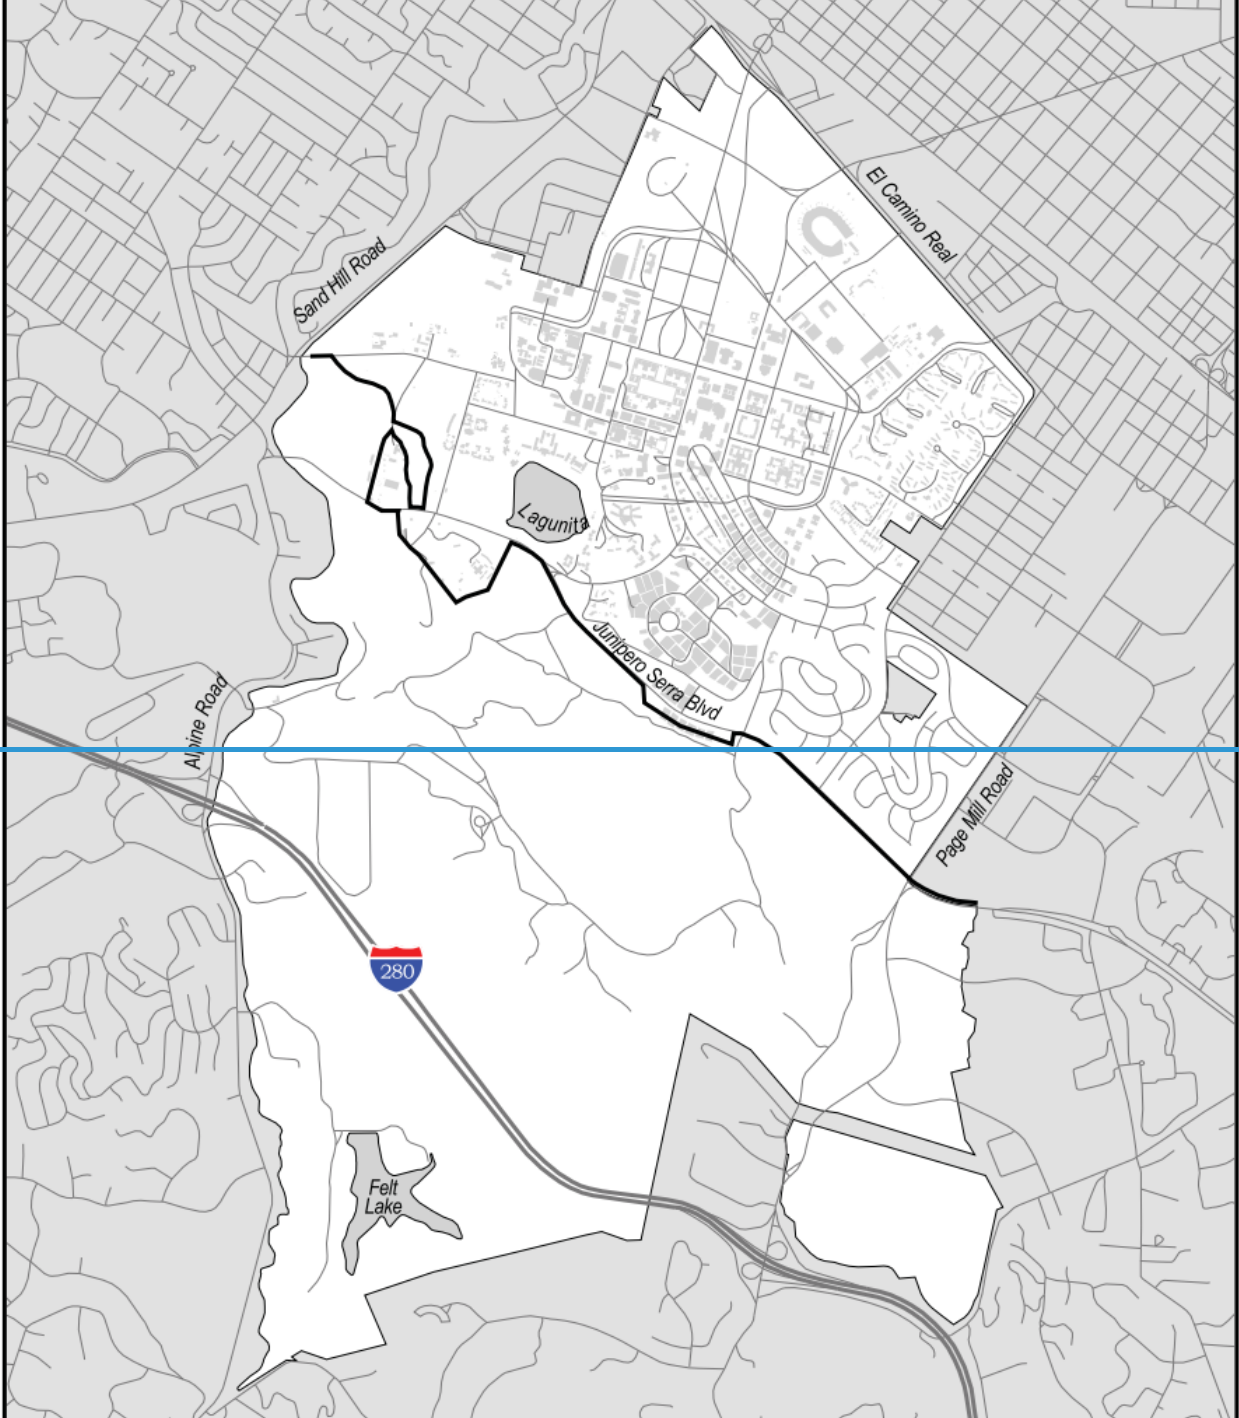 El Camino Real
Sand Hill Road
Lagunita
Junipero Serra Blvd
Alpine Road
Page Mill Road
280
Felt
Lake